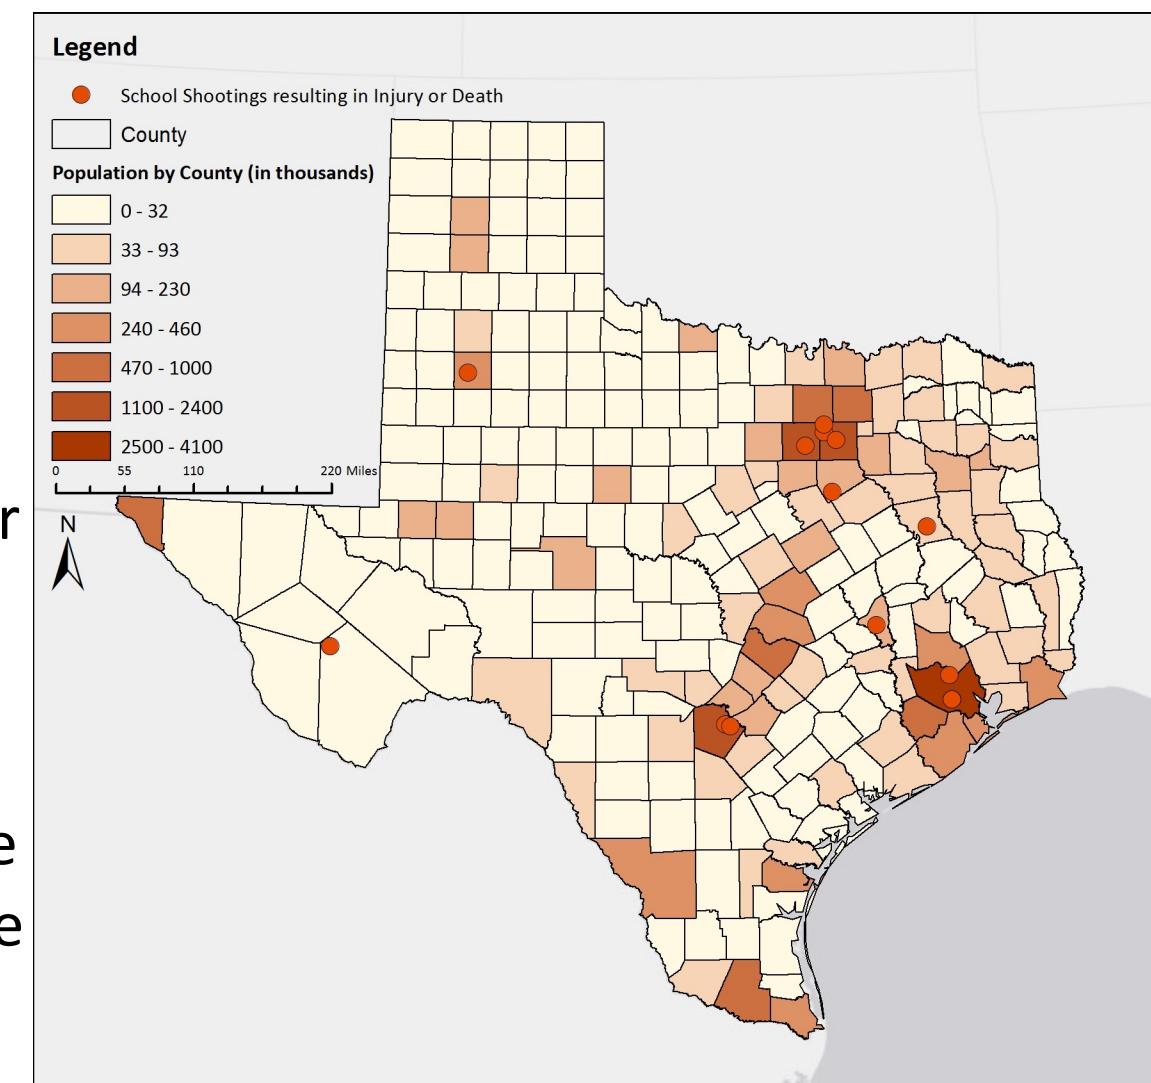 Legend
School Shootings resulting in Injury or Death
County
Population by County (in thousands)
0 - 32
33 - 93
94 - 230
240 - 460
470 - 1000
1100 - 2400
2500 - 4100
0 55 110 220 Miles
r
N
e
e